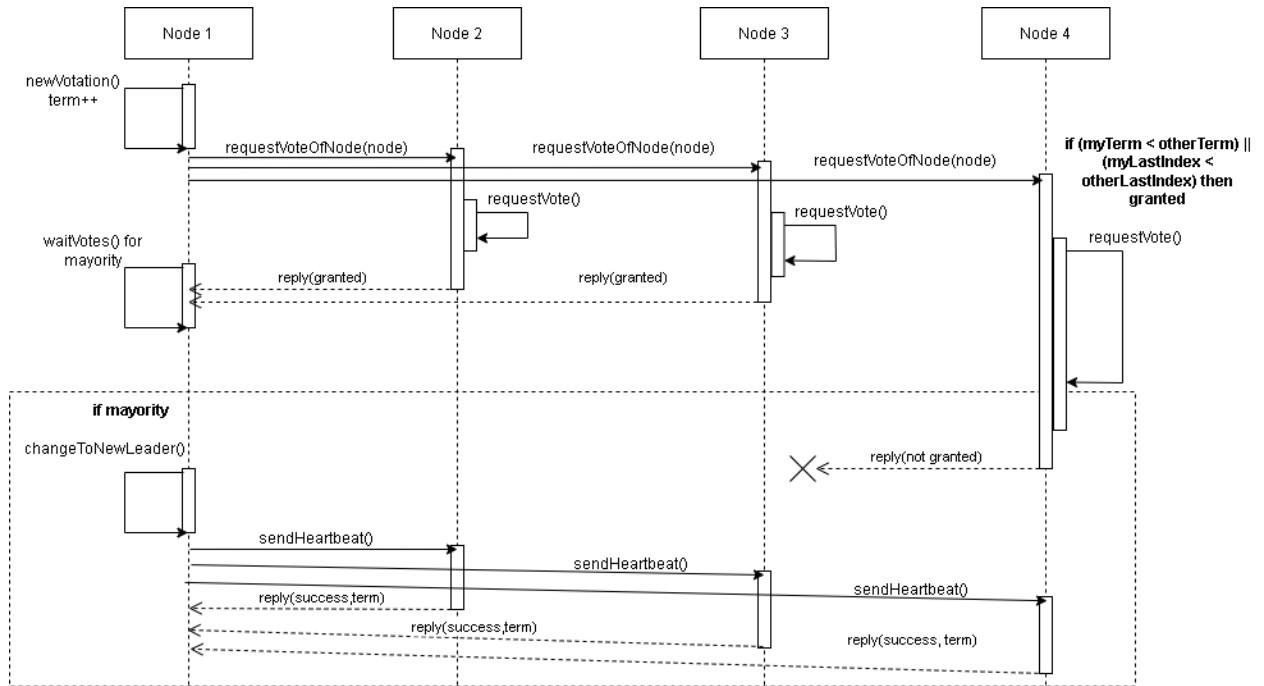 Node 1
Node 2
Node 3
Node 4
newVotation()
term++
requestVoteOfNode(node)
requestVoteOfNode(node)
requestVoteOfNode(node)
if (myTerm < otherTerm) ||
(myLastIndex <
otherLastIndex) then
granted
requestVote()
requestVote()
requestVote()
waitVotes() for
mayority
reply(granted)
reply(granted)
if mayority
changeToNewLeader()
reply(not granted)
sendHeartbeat()
sendHeartbeat()
sendHeartbeat()
reply(success,term)
reply(success,term)
reply(success, term)